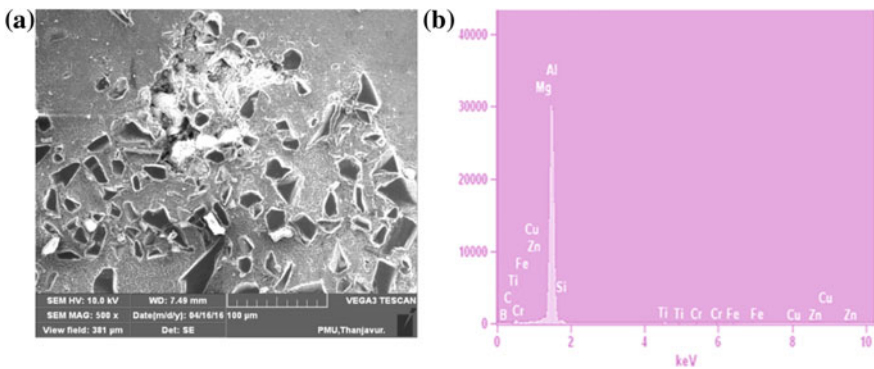 (a)
SEM HV: 10.0 kV WD: 7.49 mm VEGA3 TESCAN
SEM MAG: 500 x Date(m/d/y): 04/16/16 100 µm
View field: 381 µm Det: SE PMU,Thanjavur.
(b)
40000
30000
20000
10000
0
Al
Mg
Cu
Zn
Fe
Ti
C
B
Cr
Si
Ti Ti Cr Cr Fe Fe Cu Zn Cu Zn
0 2 4 6 8 10
keV